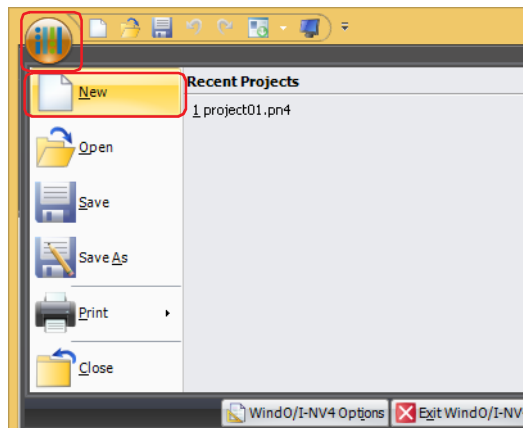 New
Recent Projects
1 project01.pn4
Open
Save
Save As
Print
Close
WindO/I-NV4 Options
Exit WindO/I-NV